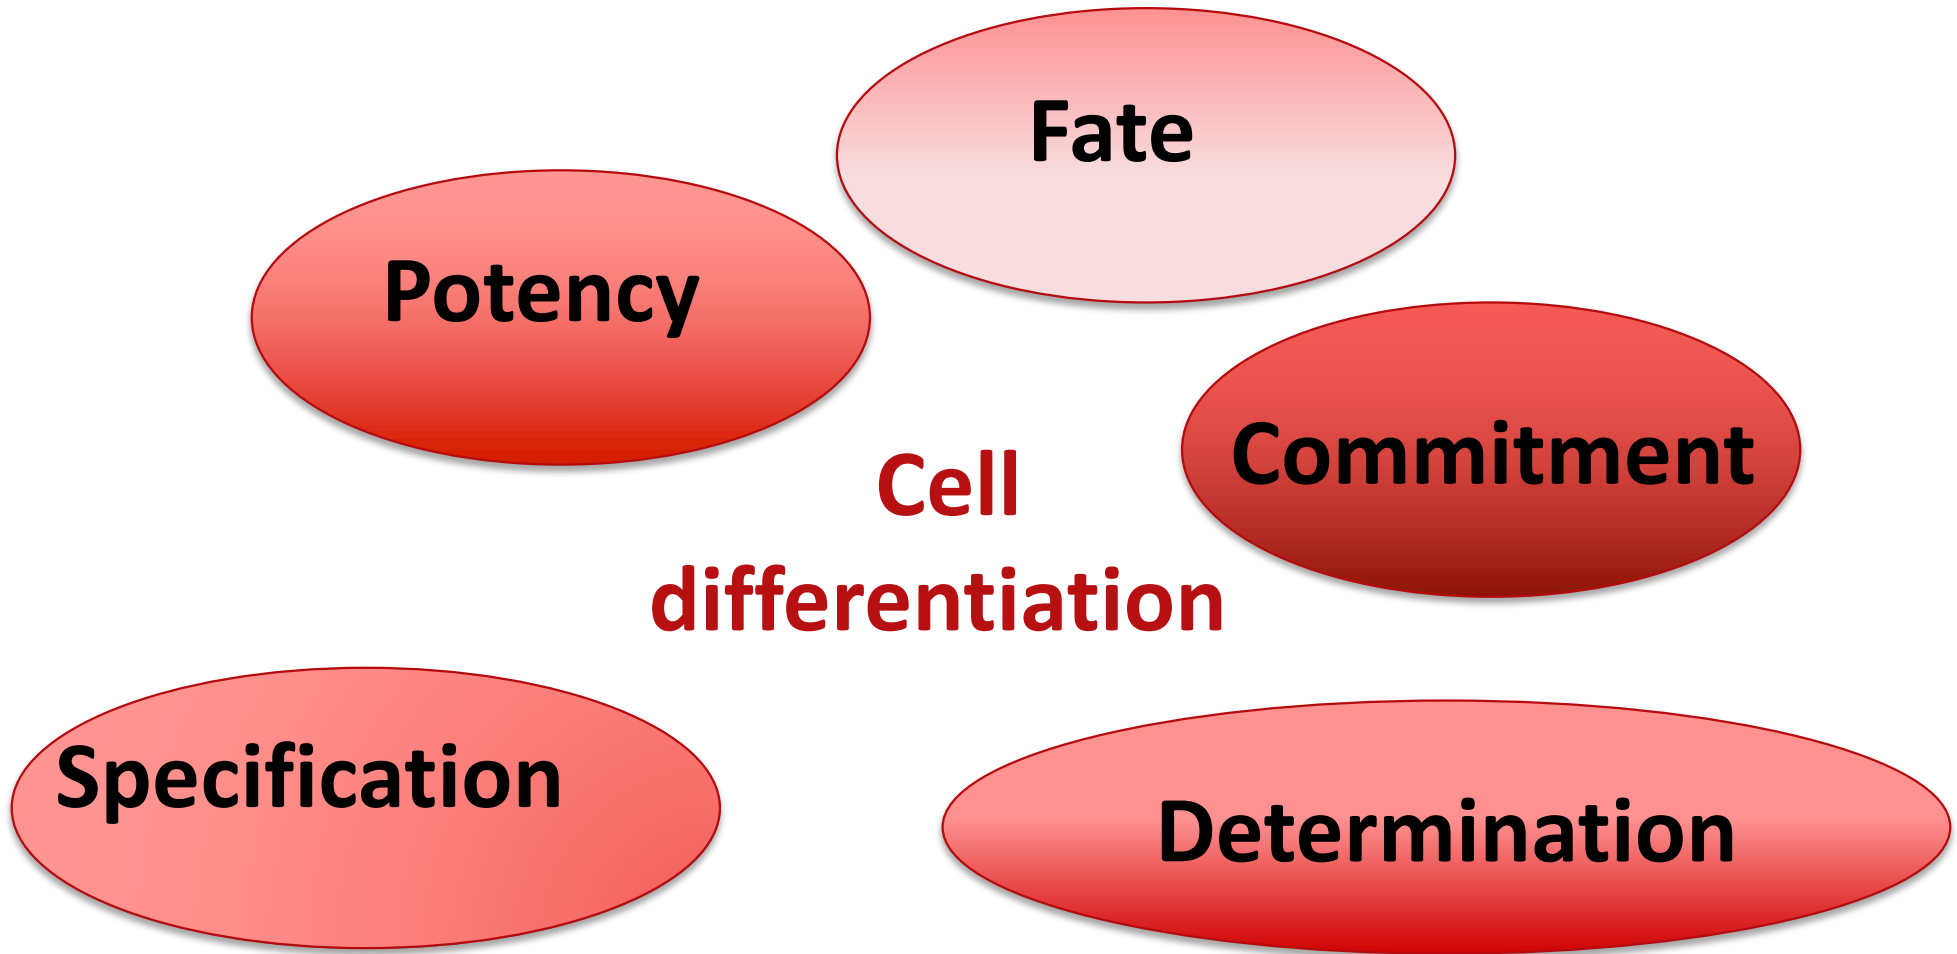 Fate
Potency
Commitment
Cell
differentiation
Specification
Determination